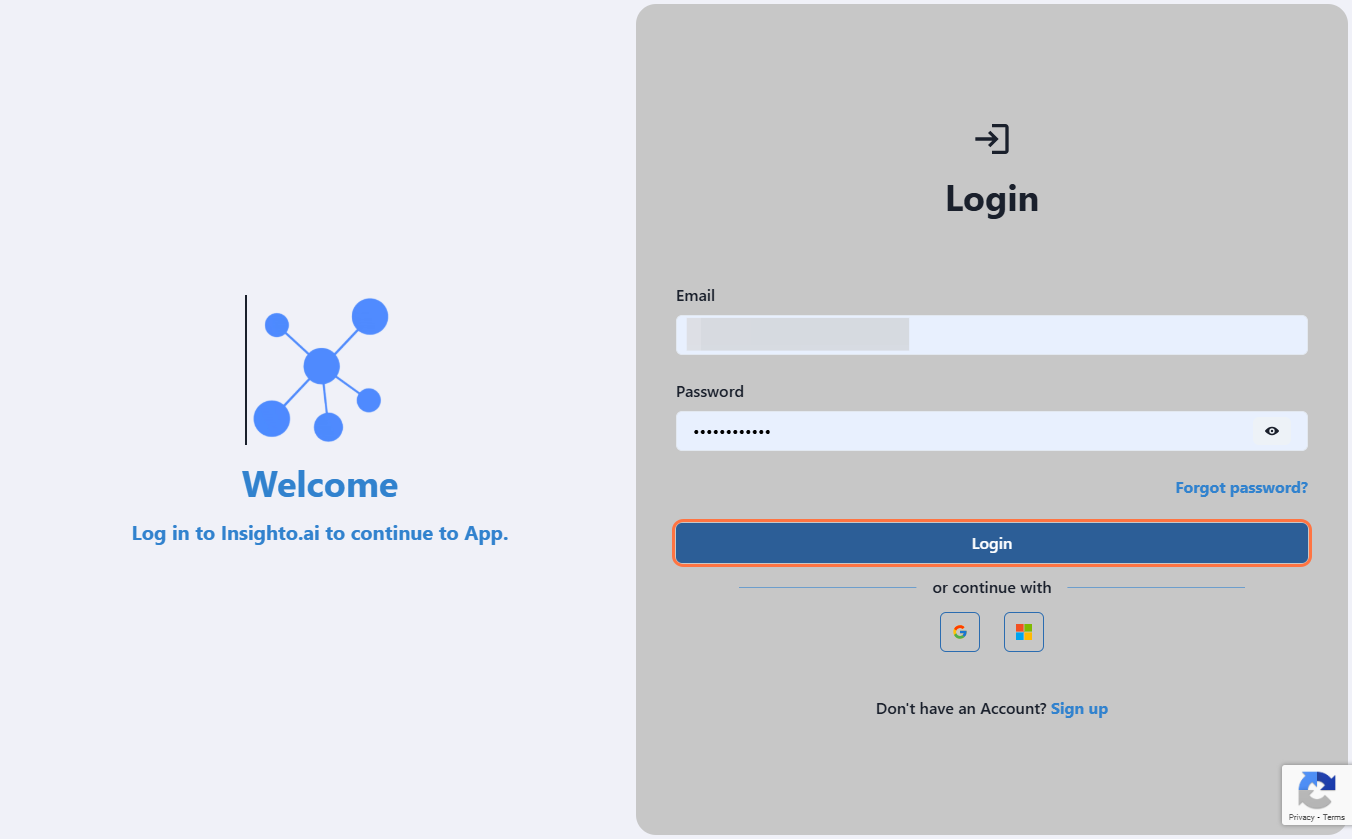 Welcome
Log in to Insighto.ai to continue to App.
Login
Email
Password
••••••••••••
Forgot password?
Login
or continue with
Don't have an Account? Sign up
Privacy - Terms